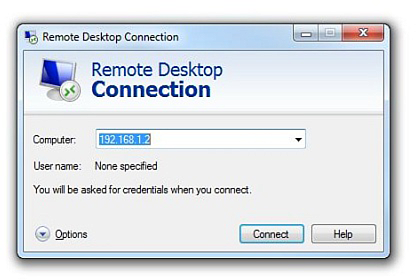 Remote Desktop Connection
Remote Desktop
Connection
Computer: 192.168.1.2
User name: None specified
You will be asked for credentials when you connect.
Options Connect Help